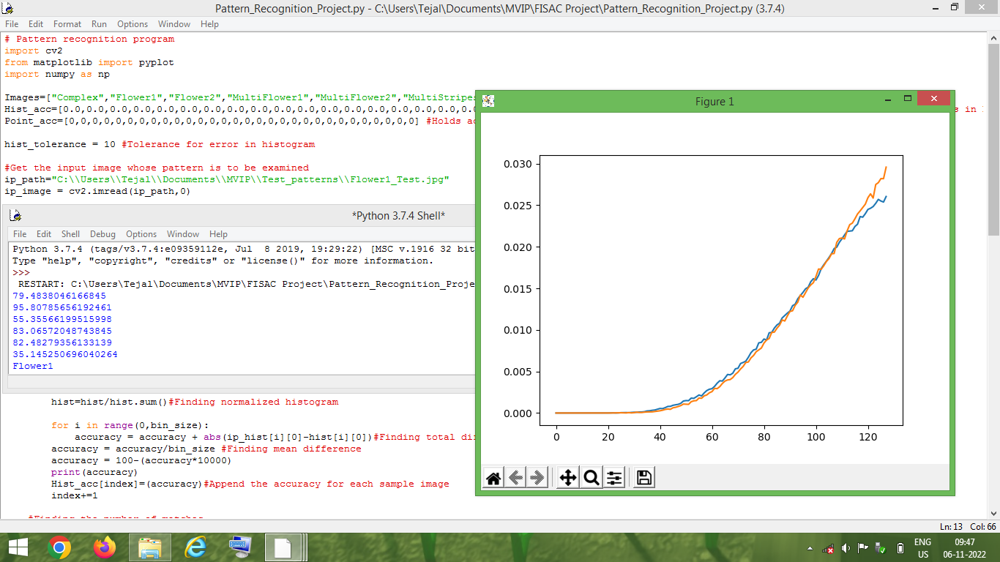 Pattern_Recognition_Project.py - C:\Users\Tejal\Documents\MVIP\FISAC Project\Pattern_Recognition_Project.py (3.7.4)
File Edit Format Run Options Window Help
# Pattern recognition program
import cv2
from matplotlib import pyplot
import numpy as np
Images=["Complex","Flower1","Flower2","MultiFlower1","MultiFlower2","MultiStripes
Hist_acc=[0.0,0.0,0.0,0.0,0.0,0.0,0.0,0.0,0.0,0.0,0.0,0.0,0.0,0.0,0.0,0.0,0.0,0.0 s in
Point_acc=[0,0,0,0,0,0,0,0,0,0,0,0,0,0,0,0,0,0,0,0,0,0,0,0,0,0,0,0,0,0] #Holds
hist_tolerance = 10 #Tolerance for error in histogram
#Get the input image whose pattern is to be examined
ip_path="C:\\Users\\Tejal\\Documents\\MVIP\\Test_patterns\\Flower1_Test.jpg"
ip_image = cv2.imread(ip_path,0)
*Python 3.7.4 Shell*
File Edit Shell Debug Options Window Help
Python 3.7.4 (tags/v3.7.4:e09359112e, Jul  8 2019, 19:29:22) [MSC v.1916 32 bit
Type "help", "copyright", "credits" or "license()" for more information.
>>>
RESTART: C:\Users\Tejal\Documents\MVIP\FISAC Project\Pattern_Recognition_Proje
79.4838046166845
95.80785656192461
55.35566199515998
83.06572048743845
82.48279356133139
35.145250696040264
Flower1
hist=hist/hist.sum()#Finding normalized histogram
for i in range(0,bin_size):
accuracy = accuracy + abs(ip_hist[i][0]-hist[i][0])#Finding total di
accuracy = accuracy/bin_size #Finding mean difference
accuracy = 100-(accuracy*10000)
print(accuracy)
Hist_acc[index]=(accuracy)#Append the accuracy for each sample image
index+=1
#Finding the number of matches
Figure 1
0.030
0.025
0.020
0.015
0.010
0.005
0.000
0 20 40 60 80 100 120
Ln: 13 Col: 66
ENG
US
09:47
06-11-2022